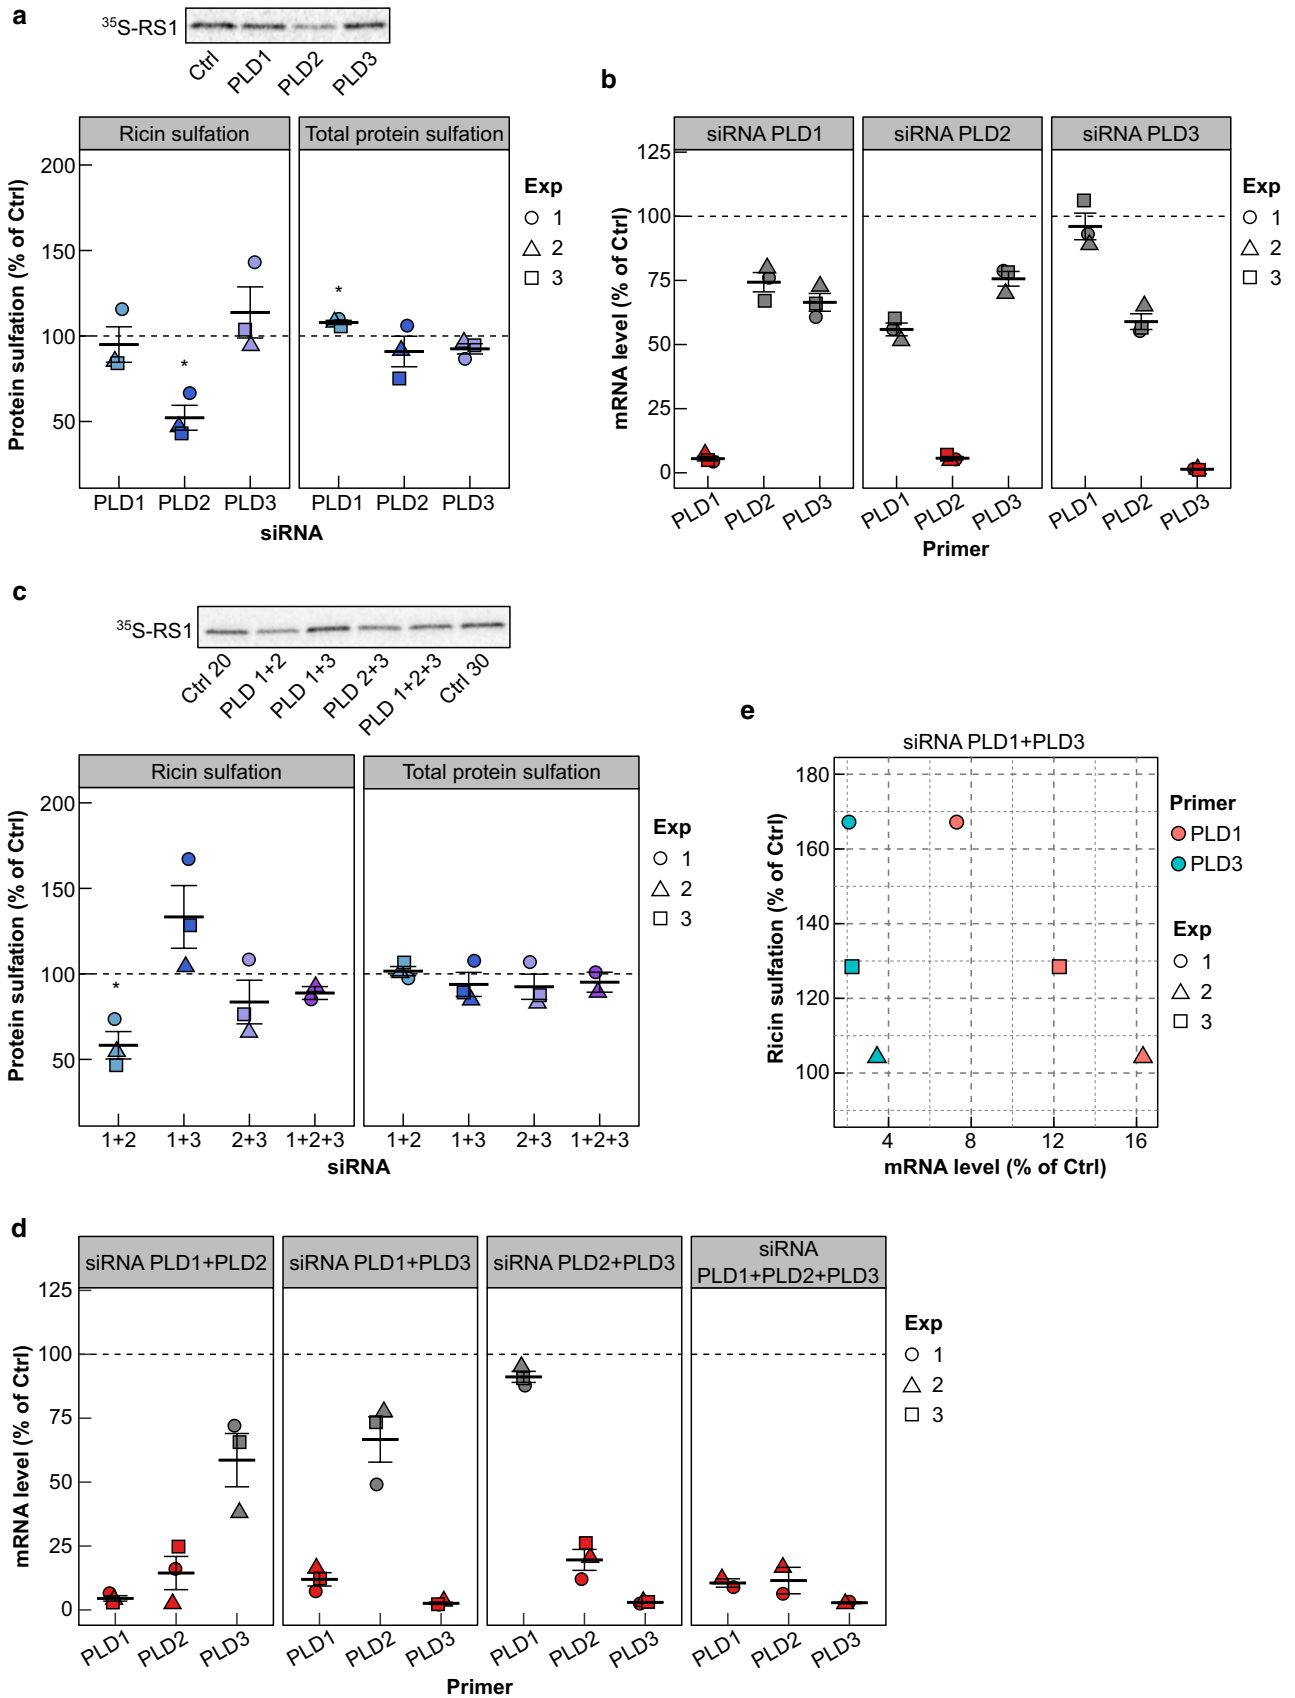 a
³⁵S-RS1
Ctrl PLD1 PLD2 PLD3
Ricin sulfation Total protein sulfation
Protein sulfation (% of Ctrl)
200
150
100
50
*
*
PLD1 PLD2 PLD3 PLD1 PLD2 PLD3
siRNA
Exp
1
2
3
b
siRNA PLD1 siRNA PLD2 siRNA PLD3
mRNA level (% of Ctrl)
125
100
75
50
25
0
PLD1 PLD2 PLD3 PLD1 PLD2 PLD3 PLD1 PLD2 PLD3
Primer
Exp
1
2
3
c
³⁵S-RS1
Ctrl 20 PLD 1+2 PLD 1+3 PLD 2+3 PLD 1+2+3 Ctrl 30
Ricin sulfation Total protein sulfation
Protein sulfation (% of Ctrl)
200
150
100
50
*
1+2 1+3 2+3 1+2+3 1+2 1+3 2+3 1+2+3
siRNA
Exp
1
2
3
e
siRNA PLD1+PLD3
Ricin sulfation (% of Ctrl)
180
160
140
120
100
4 8 12 16
mRNA level (% of Ctrl)
Primer
PLD1
PLD3
Exp
1
2
3
d
siRNA PLD1+PLD2 siRNA PLD1+PLD3 siRNA PLD2+PLD3 siRNA
PLD1+PLD2+PLD3
mRNA level (% of Ctrl)
125
100
75
50
25
0
PLD1 PLD2 PLD3 PLD1 PLD2 PLD3 PLD1 PLD2 PLD3 PLD1 PLD2 PLD3
Primer
Exp
1
2
3